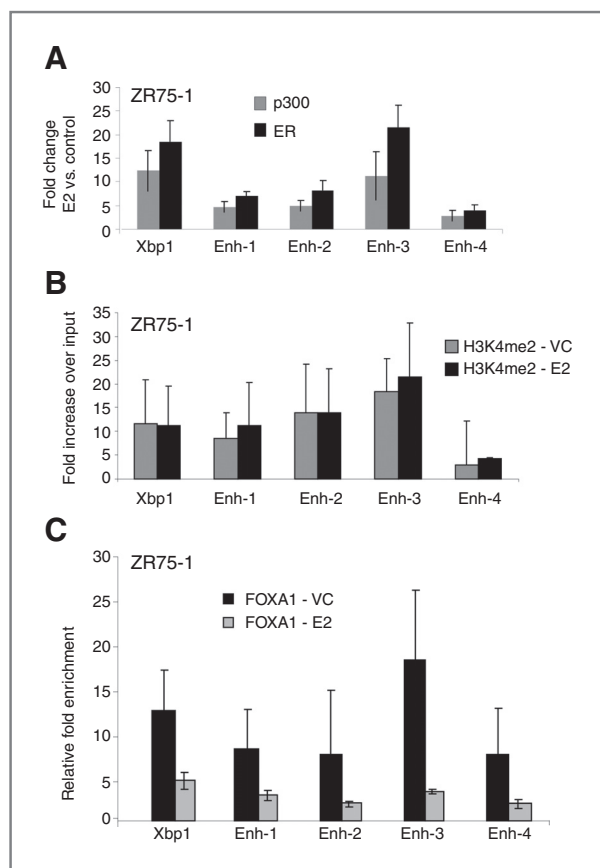 A
ZR75-1
p300
ER
Fold change
E2 vs. control
30
25
20
15
10
5
0
Xbp1 Enh-1 Enh-2 Enh-3 Enh-4
B
ZR75-1
H3K4me2 - VC
H3K4me2 - E2
Fold increase over input
35
30
25
20
15
10
5
0
Xbp1 Enh-1 Enh-2 Enh-3 Enh-4
C
ZR75-1
FOXA1 - VC
FOXA1 - E2
Relative fold enrichment
30
25
20
15
10
5
0
Xbp1 Enh-1 Enh-2 Enh-3 Enh-4